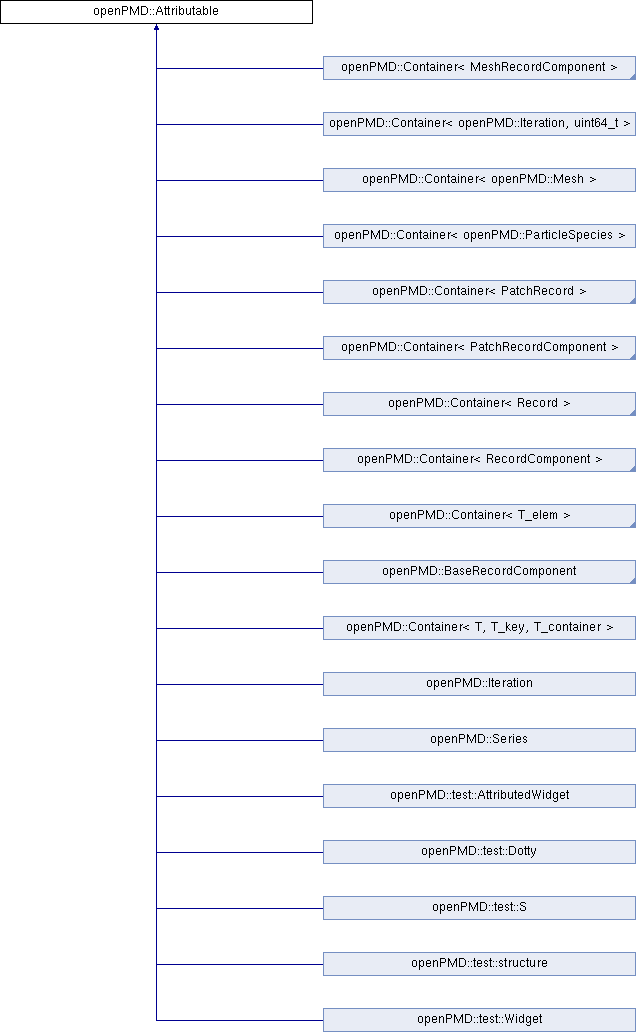 openPMD::Attributable
openPMD::Container< MeshRecordComponent >
openPMD::Container< openPMD::Iteration, uint64_t >
openPMD::Container< openPMD::Mesh >
openPMD::Container< openPMD::ParticleSpecies >
openPMD::Container< PatchRecord >
openPMD::Container< PatchRecordComponent >
openPMD::Container< Record >
openPMD::Container< RecordComponent >
openPMD::Container< T_elem >
openPMD::BaseRecordComponent
openPMD::Container< T, T_key, T_container >
openPMD::Iteration
openPMD::Series
openPMD::test::AttributedWidget
openPMD::test::Dotty
openPMD::test::S
openPMD::test::structure
openPMD::test::Widget